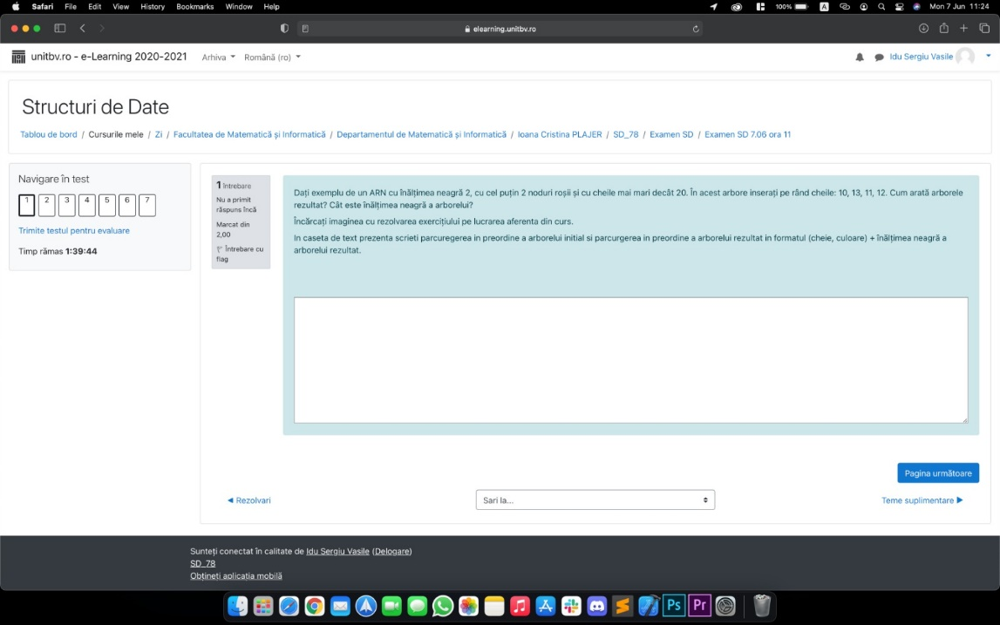 Safari File Edit View History Bookmarks Window Help 100% A Mon 7 Jun 11:24
elearning.unitbv.ro
unitbv.ro - e-Learning 2020-2021 Arhiva Română (ro) Idu Sergiu Vasile
Structuri de Date
Tablou de bord / Cursurile mele / Zi / Facultatea de Matematică și Informatică / Departamentul de Matematică și Informatică / Ioana Cristina PLAJER / SD_78 / Examen SD / Examen SD 7.06 ora 11
Navigare în test
1 2 3 4 5 6 7
Trimite testul pentru evaluare
Timp rămas 1:39:44
1 Întrebare
Nu a primit
răspuns încă
Marcat din
2,00
Întrebare cu
flag
Dați exemplu de un ARN cu înălțimea neagră 2, cu cel puțin 2 noduri roșii și cu cheile mai mari decât 20. În acest arbore inserați pe rând cheile: 10, 13, 11, 12. Cum arată arborele
rezultat? Cât este înălțimea neagră a arborelui?
Încărcați imaginea cu rezolvarea exercițiului pe lucrarea aferenta din curs.
In caseta de text prezenta scrieti parcuregerea in preordine a arborelui initial si parcurgerea in preordine a arborelui rezultat in formatul (cheie, culoare) + înălțimea neagră a
arborelui rezultat.
Pagina următoare
◄ Rezolvari
Sari la...
Teme suplimentare ►
Sunteți conectat în calitate de Idu Sergiu Vasile (Delogare)
SD_78
Obțineți aplicația mobilă
Ps Pr